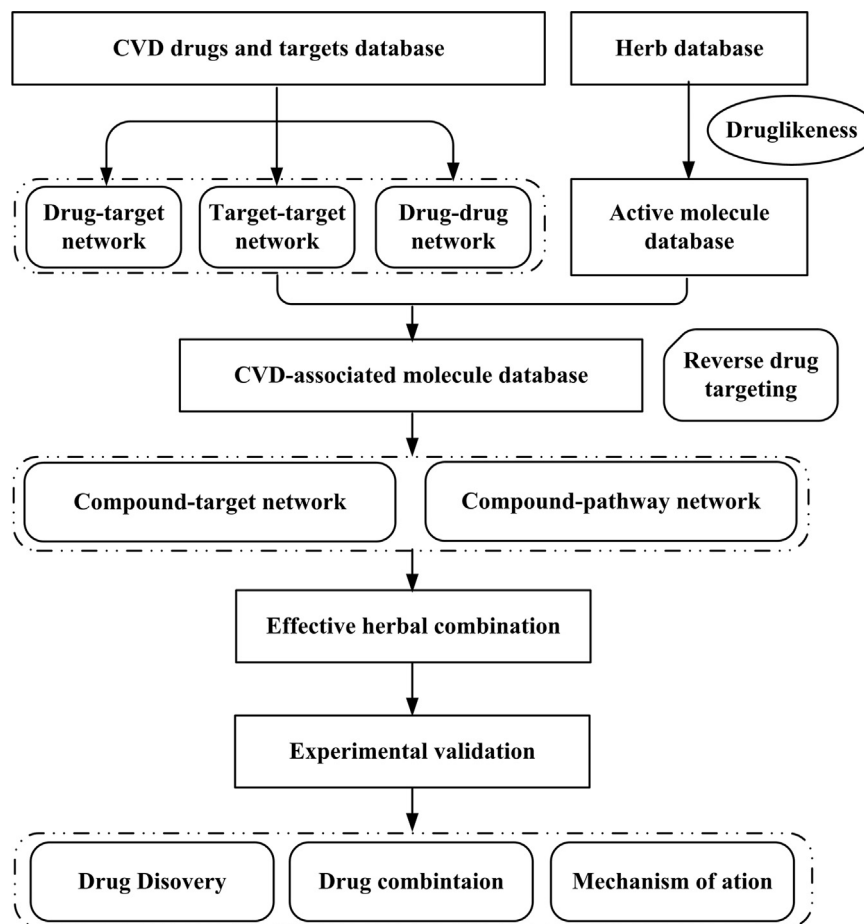 CVD drugs and targets database
Herb database
Druglikeness
Drug-target
network
Target-target
network
Drug-drug
network
Active molecule
database
CVD-associated molecule database
Reverse drug
targeting
Compound-target network
Compound-pathway network
Effective herbal combination
Experimental validation
Drug Disovery
Drug combintaion
Mechanism of ation